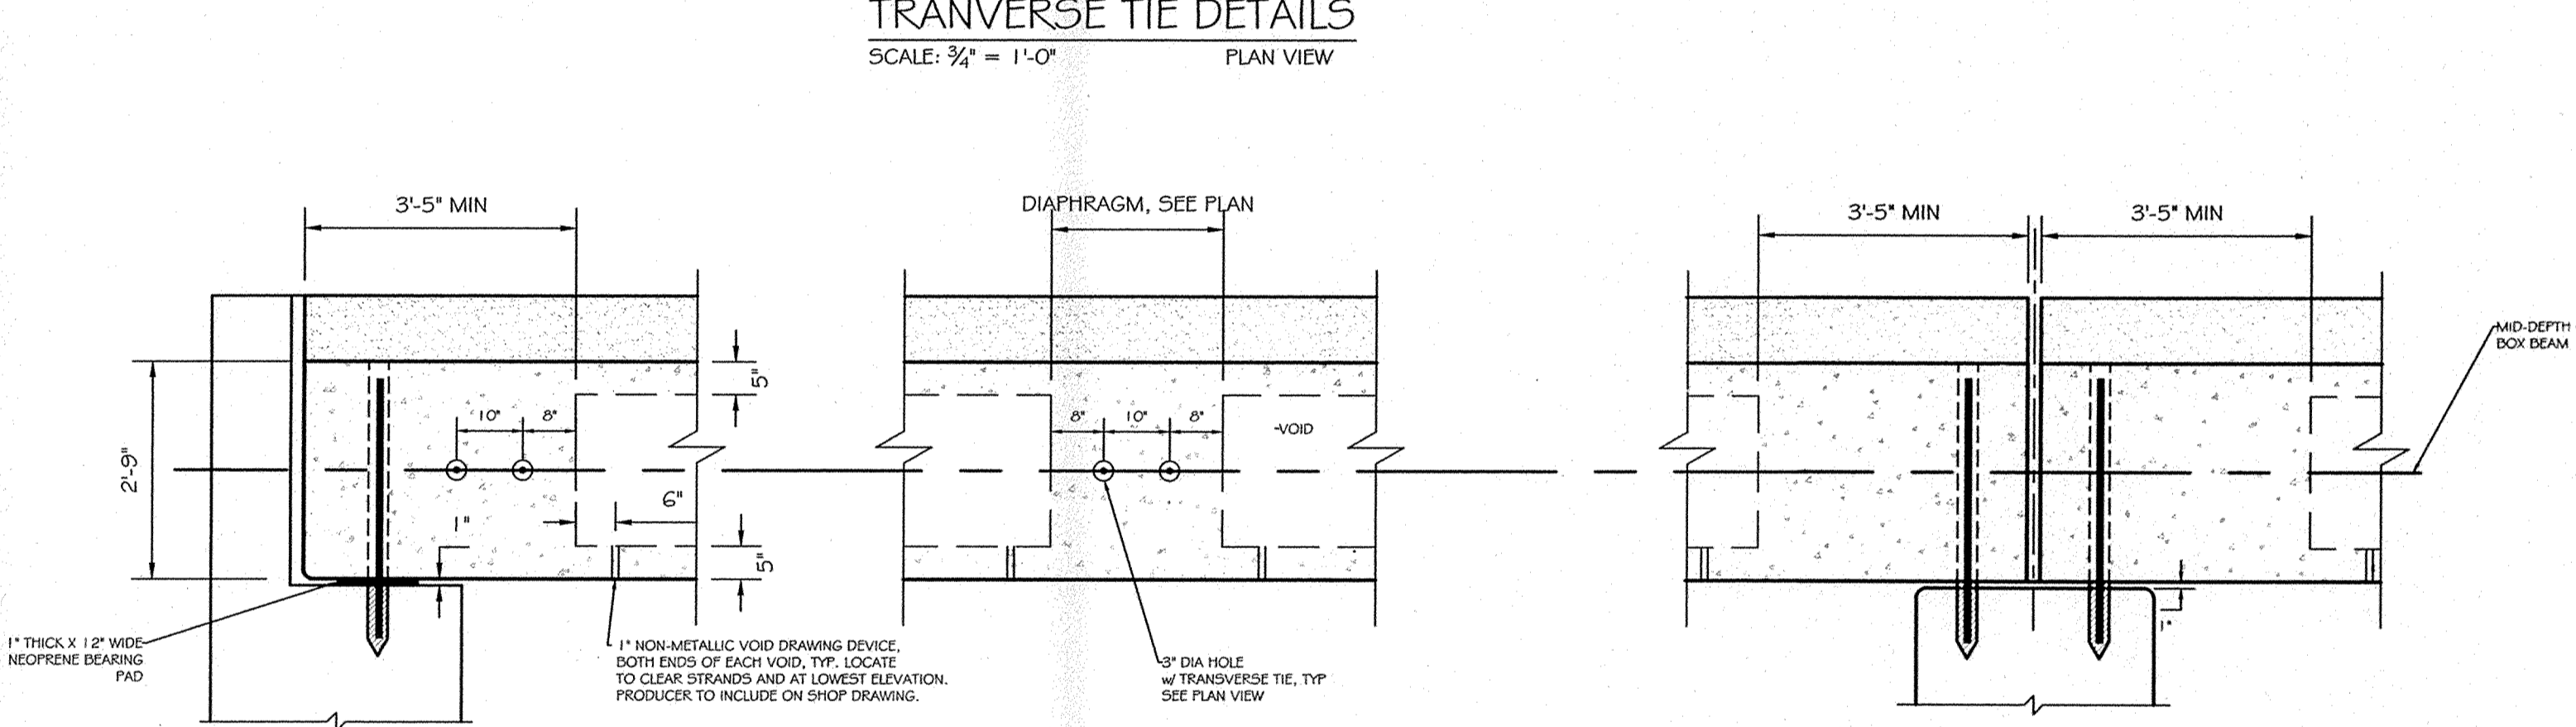 TRANVERSE TIE DETAILS
SCALE: 3/4" = 1'-0" PLAN VIEW
3'-5" MIN
DIAPHRAGM, SEE PLAN
3'-5" MIN
3'-5" MIN
MID-DEPTH
BOX BEAM
5"
10"
8"
8"
10"
8"
-VOID
2'-9"
6"
1"
5"
1"
1" THICK X 12" WIDE
NEOPRENE BEARING
PAD
1" NON-METALLIC VOID DRAWING DEVICE,
BOTH ENDS OF EACH VOID, TYP. LOCATE
TO CLEAR STRANDS AND AT LOWEST ELEVATION.
PRODUCER TO INCLUDE ON SHOP DRAWING.
3" DIA HOLE
w/ TRANSVERSE TIE, TYP
SEE PLAN VIEW